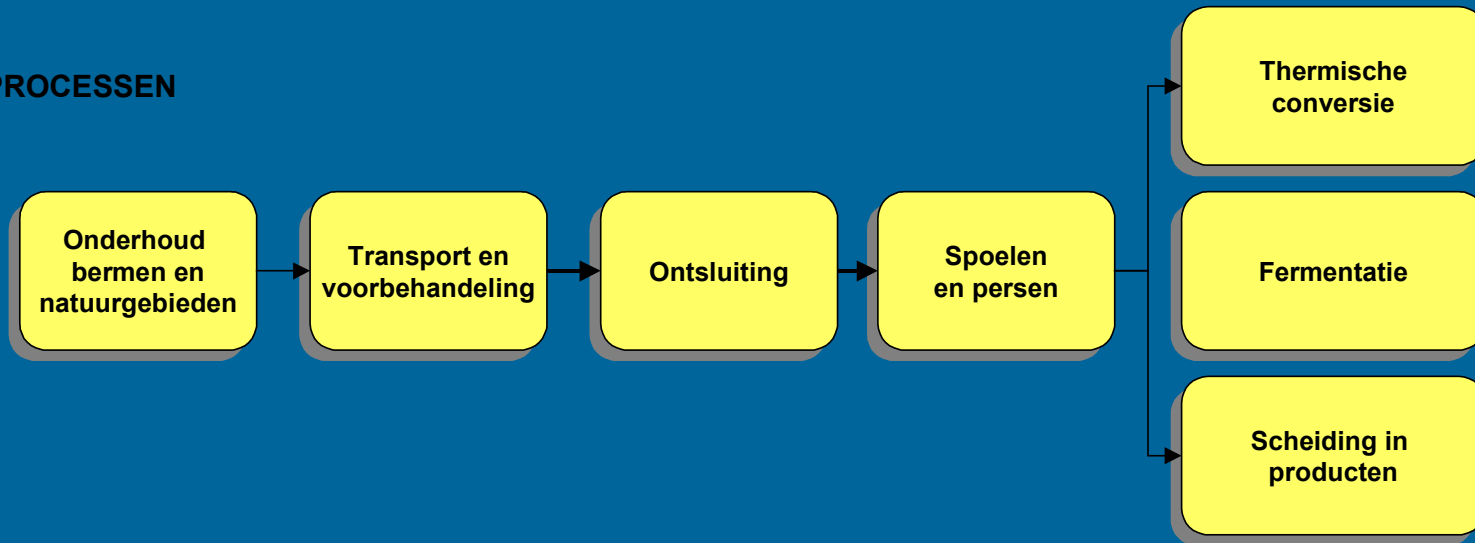 PROCESSEN
Thermische
conversie
Onderhoud
bermen en
natuurgebieden
Transport en
voorbehandeling
Ontsluiting
Spoelen
en persen
Fermentatie
Scheiding in
producten